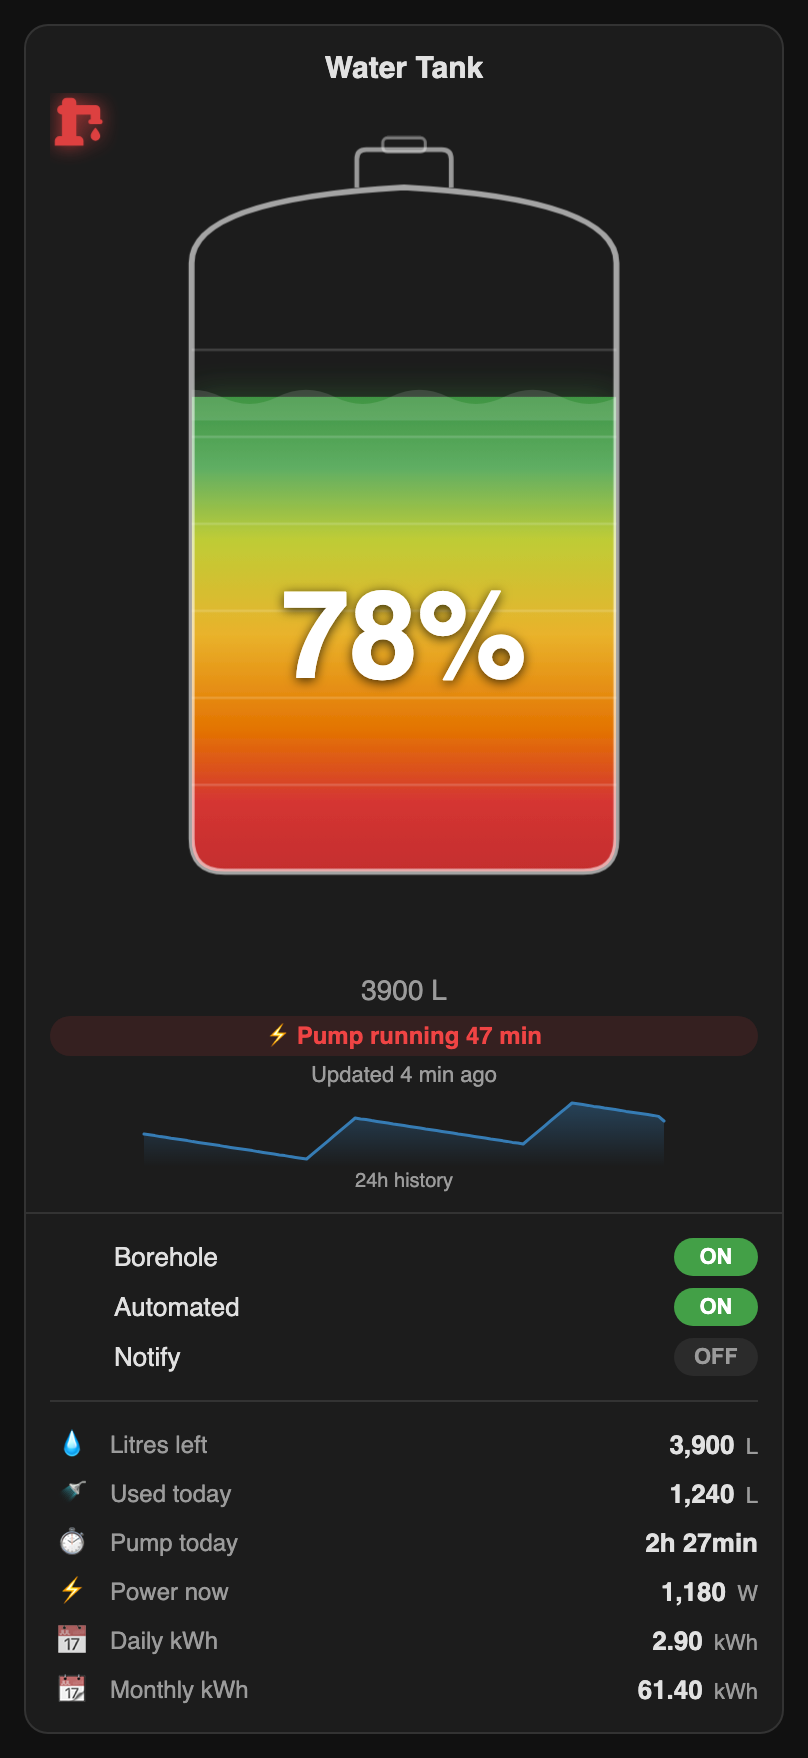 Water Tank
78%
3900 L
⚡ Pump running 47 min
Updated 4 min ago
24h history
Borehole ON
Automated ON
Notify OFF
Litres left 3,900 L
Used today 1,240 L
Pump today 2h 27min
Power now 1,180 W
17 Daily kWh 2.90 kWh
17 Monthly kWh 61.40 kWh